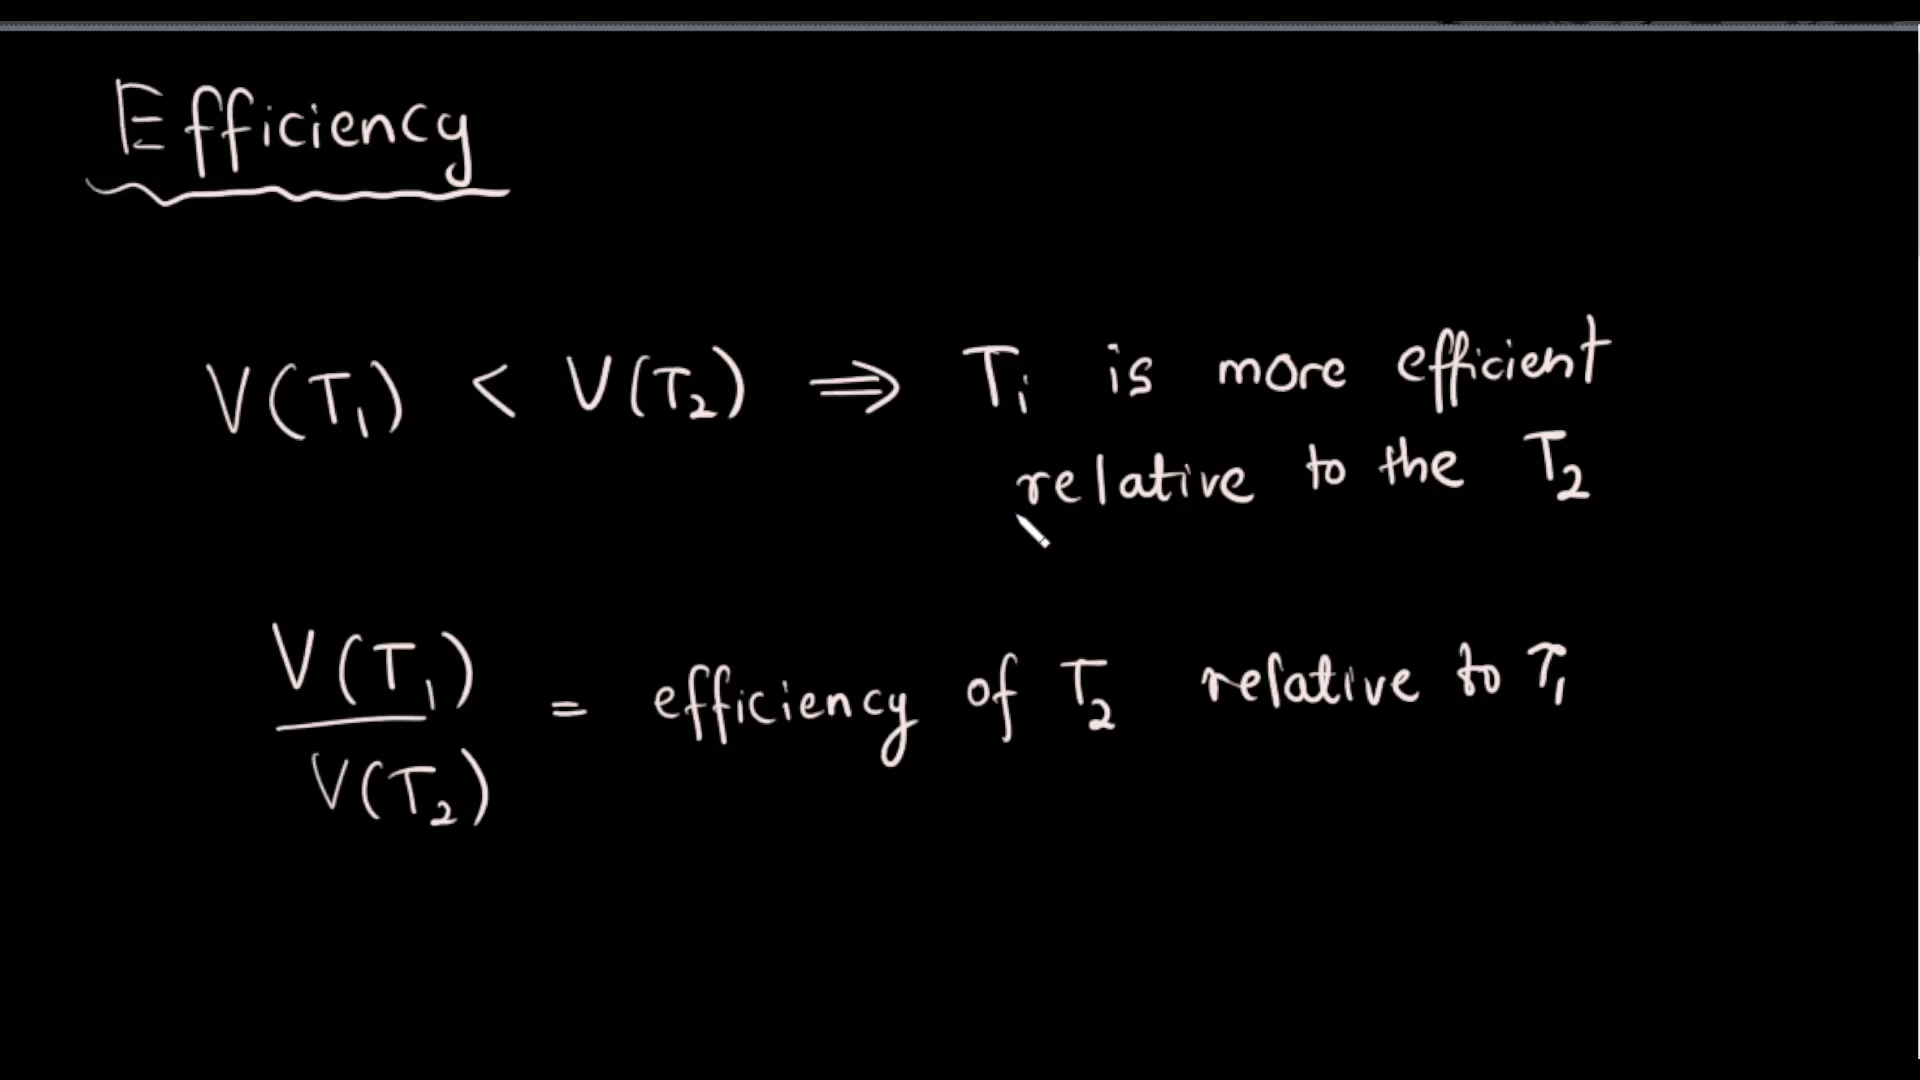 Efficiency
V(T₁) < V(T₂) ⇒ T₁ is more efficient
relative to the T₂
V(T₁)
= efficiency of T₂ relative to T₁
V(T₂)